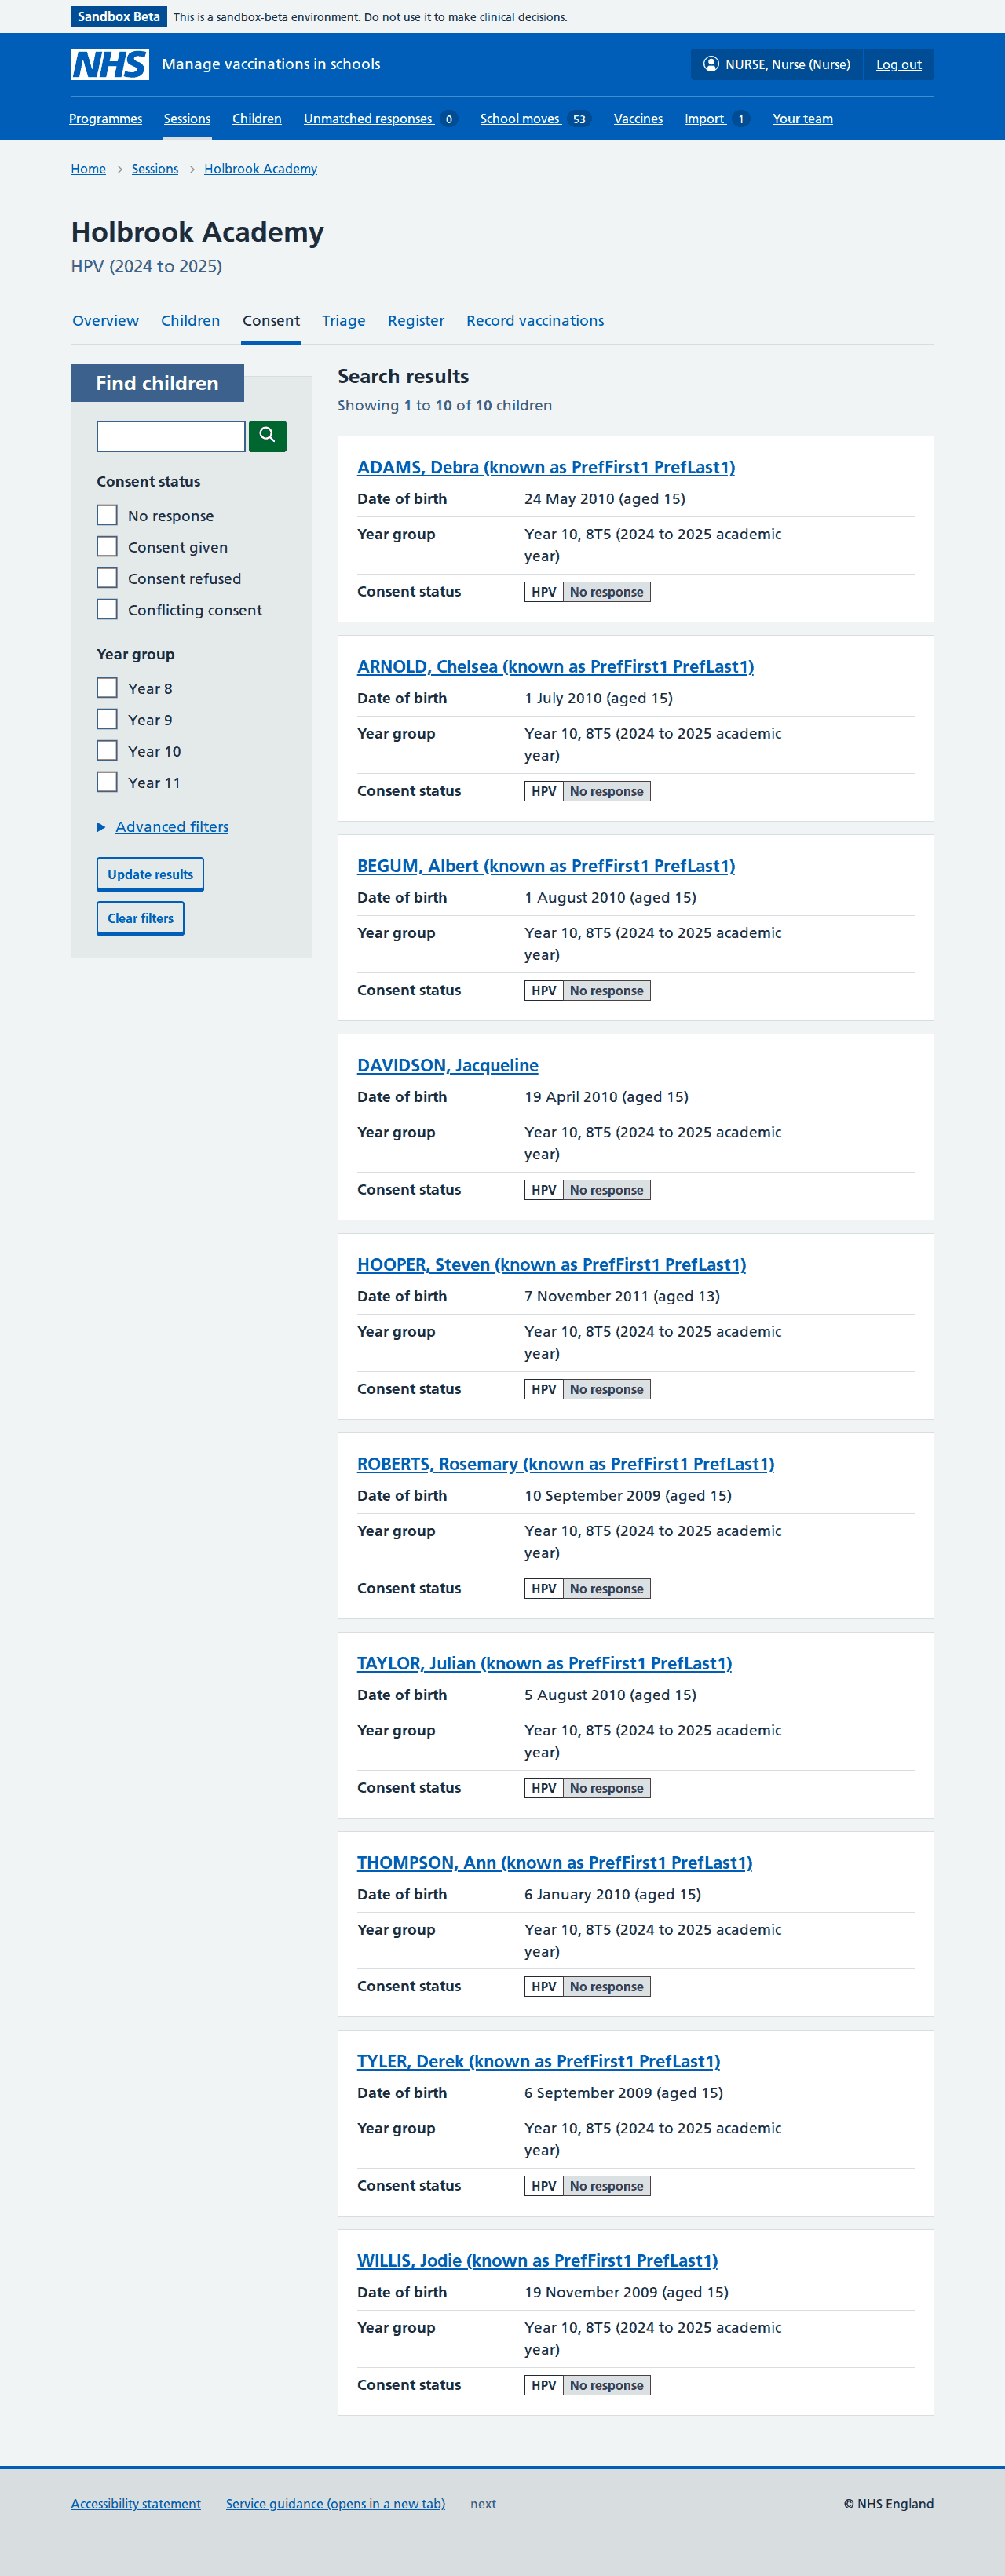 Sandbox Beta This is a sandbox-beta environment. Do not use it to make clinical decisions.
NHS Manage vaccinations in schools NURSE, Nurse (Nurse) Log out
Programmes Sessions Children Unmatched responses 0 School moves 53 Vaccines Import 1 Your team
Home Sessions Holbrook Academy
Holbrook Academy
HPV (2024 to 2025)
Overview Children Consent Triage Register Record vaccinations
Find children
Consent status
No response
Consent given
Consent refused
Conflicting consent
Year group
Year 8
Year 9
Year 10
Year 11
Advanced filters
Update results
Clear filters
Search results
Showing 1 to 10 of 10 children
ADAMS, Debra (known as PrefFirst1 PrefLast1)
Date of birth 24 May 2010 (aged 15)
Year group Year 10, 8T5 (2024 to 2025 academic
year)
Consent status HPV No response
ARNOLD, Chelsea (known as PrefFirst1 PrefLast1)
Date of birth 1 July 2010 (aged 15)
Year group Year 10, 8T5 (2024 to 2025 academic
year)
Consent status HPV No response
BEGUM, Albert (known as PrefFirst1 PrefLast1)
Date of birth 1 August 2010 (aged 15)
Year group Year 10, 8T5 (2024 to 2025 academic
year)
Consent status HPV No response
DAVIDSON, Jacqueline
Date of birth 19 April 2010 (aged 15)
Year group Year 10, 8T5 (2024 to 2025 academic
year)
Consent status HPV No response
HOOPER, Steven (known as PrefFirst1 PrefLast1)
Date of birth 7 November 2011 (aged 13)
Year group Year 10, 8T5 (2024 to 2025 academic
year)
Consent status HPV No response
ROBERTS, Rosemary (known as PrefFirst1 PrefLast1)
Date of birth 10 September 2009 (aged 15)
Year group Year 10, 8T5 (2024 to 2025 academic
year)
Consent status HPV No response
TAYLOR, Julian (known as PrefFirst1 PrefLast1)
Date of birth 5 August 2010 (aged 15)
Year group Year 10, 8T5 (2024 to 2025 academic
year)
Consent status HPV No response
THOMPSON, Ann (known as PrefFirst1 PrefLast1)
Date of birth 6 January 2010 (aged 15)
Year group Year 10, 8T5 (2024 to 2025 academic
year)
Consent status HPV No response
TYLER, Derek (known as PrefFirst1 PrefLast1)
Date of birth 6 September 2009 (aged 15)
Year group Year 10, 8T5 (2024 to 2025 academic
year)
Consent status HPV No response
WILLIS, Jodie (known as PrefFirst1 PrefLast1)
Date of birth 19 November 2009 (aged 15)
Year group Year 10, 8T5 (2024 to 2025 academic
year)
Consent status HPV No response
Accessibility statement Service guidance (opens in a new tab) next © NHS England